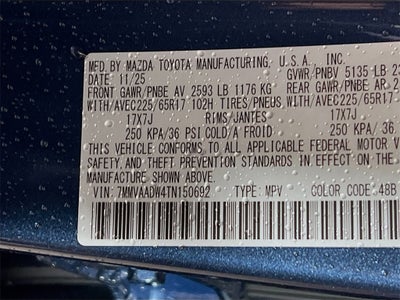 MFD. BY MAZDA TOYOTA MANUFACTURING, U.S.A., INC.
DATE: 11/25 GVWR/PNBV 5135 LB 23
FRONT GAWR/PNBE AV 2593 LB 1176 KG REAR GAWR/PNBE AR 2
WITH/AVEC225/65R17 102H TIRES/PNEUS WITH/AVEC225/65R17
17X7J RIMS/JANTES 17X7J
250 KPA/36 PSI COLD/A FROID 250 KPA/36
THIS VEHICLE CONFORMS TO ALL APPLICABLE FEDERAL MOTOR V
SAFETY, AND THEFT PREVENTION STANDARDS IN EFFECT
MANUFACTURE SHOWN ABOVE.
VIN: 7MMVAADW4TN150692 TYPE: MPV COLOR CODE: 48B